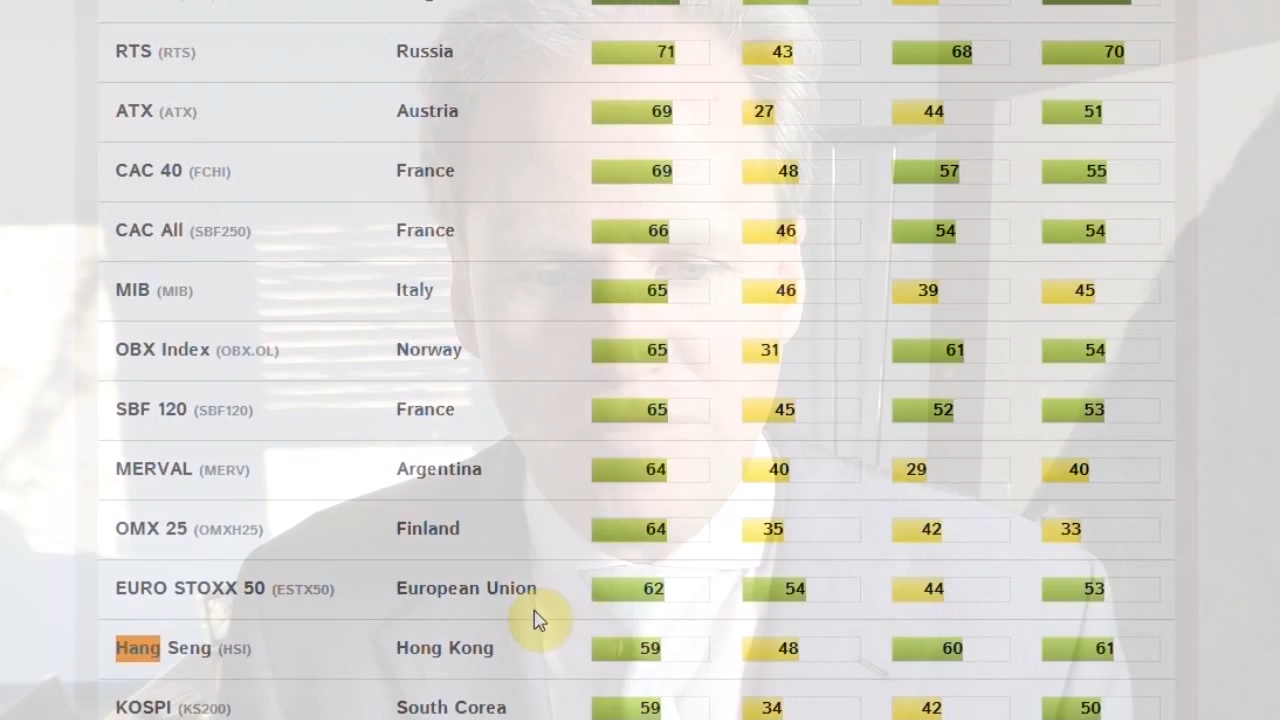 RTS (RTS) Russia 71 43 68 70
ATX (ATX) Austria 69 27 44 51
CAC 40 (FCHI) France 69 48 57 55
CAC All (SBF250) France 66 46 54 54
MIB (MIB) Italy 65 46 39 45
OBX Index (OBX.OL) Norway 65 31 61 54
SBF 120 (SBF120) France 65 45 52 53
MERVAL (MERV) Argentina 64 40 29 40
OMX 25 (OMXH25) Finland 64 35 42 33
EURO STOXX 50 (ESTX50) European Union 62 54 44 53
Hang Seng (HSI) Hong Kong 59 48 60 61
KOSPI (KS200) South Corea 59 34 42 50